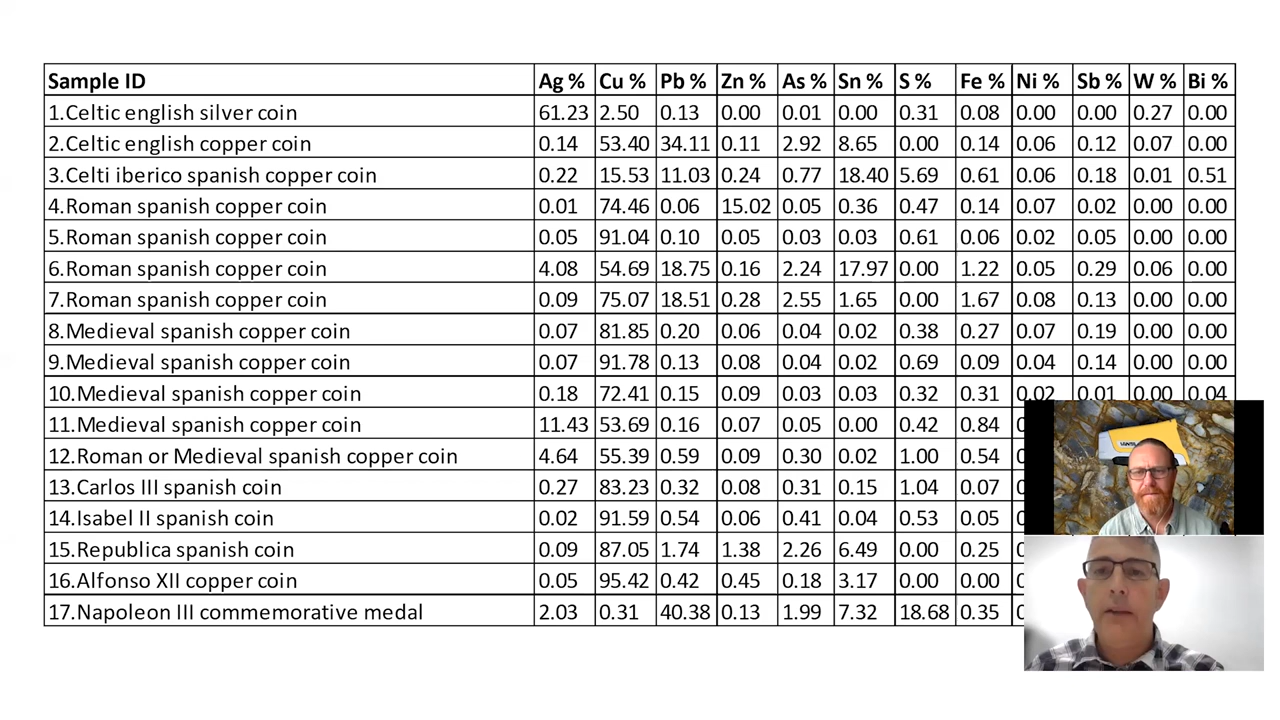 Sample ID Ag % Cu % Pb % Zn % As % Sn % S % Fe % Ni % Sb % W % Bi %
1.Celtic english silver coin 61.23 2.50 0.13 0.00 0.01 0.00 0.31 0.08 0.00 0.00 0.27 0.00
2.Celtic english copper coin 0.14 53.40 34.11 0.11 2.92 8.65 0.00 0.14 0.06 0.12 0.07 0.00
3.Celti iberico spanish copper coin 0.22 15.53 11.03 0.24 0.77 18.40 5.69 0.61 0.06 0.18 0.01 0.51
4.Roman spanish copper coin 0.01 74.46 0.06 15.02 0.05 0.36 0.47 0.14 0.07 0.02 0.00 0.00
5.Roman spanish copper coin 0.05 91.04 0.10 0.05 0.03 0.03 0.61 0.06 0.02 0.05 0.00 0.00
6.Roman spanish copper coin 4.08 54.69 18.75 0.16 2.24 17.97 0.00 1.22 0.05 0.29 0.06 0.00
7.Roman spanish copper coin 0.09 75.07 18.51 0.28 2.55 1.65 0.00 1.67 0.08 0.13 0.00 0.00
8.Medieval spanish copper coin 0.07 81.85 0.20 0.06 0.04 0.02 0.38 0.27 0.07 0.19 0.00 0.00
9.Medieval spanish copper coin 0.07 91.78 0.13 0.08 0.04 0.02 0.69 0.09 0.04 0.14 0.00 0.00
10.Medieval spanish copper coin 0.18 72.41 0.15 0.09 0.03 0.03 0.32 0.31 0.02 0.01 0.00 0.04
11.Medieval spanish copper coin 11.43 53.69 0.16 0.07 0.05 0.00 0.42 0.84
12.Roman or Medieval spanish copper coin 4.64 55.39 0.59 0.09 0.30 0.02 1.00 0.54
13.Carlos III spanish coin 0.27 83.23 0.32 0.08 0.31 0.15 1.04 0.07
14.Isabel II spanish coin 0.02 91.59 0.54 0.06 0.41 0.04 0.53 0.05
15.Republica spanish coin 0.09 87.05 1.74 1.38 2.26 6.49 0.00 0.25
16.Alfonso XII copper coin 0.05 95.42 0.42 0.45 0.18 3.17 0.00 0.00
17.Napoleon III commemorative medal 2.03 0.31 40.38 0.13 1.99 7.32 18.68 0.35